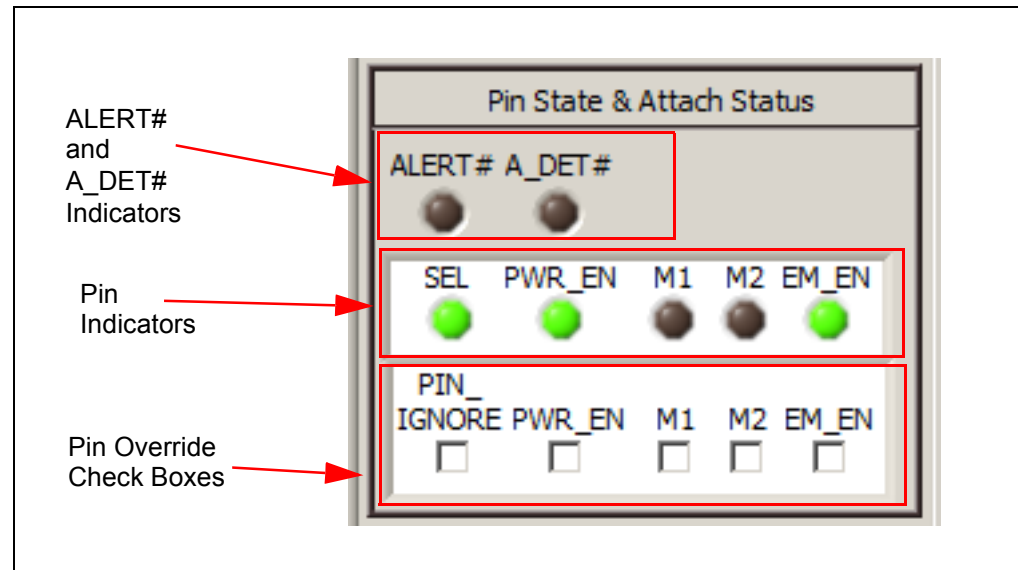 Pin State & Attach Status
ALERT#
and
A_DET#
Indicators
ALERT# A_DET#
Pin
Indicators
SEL PWR_EN M1 M2 EM_EN
Pin Override
Check Boxes
PIN_
IGNORE PWR_EN M1 M2 EM_EN